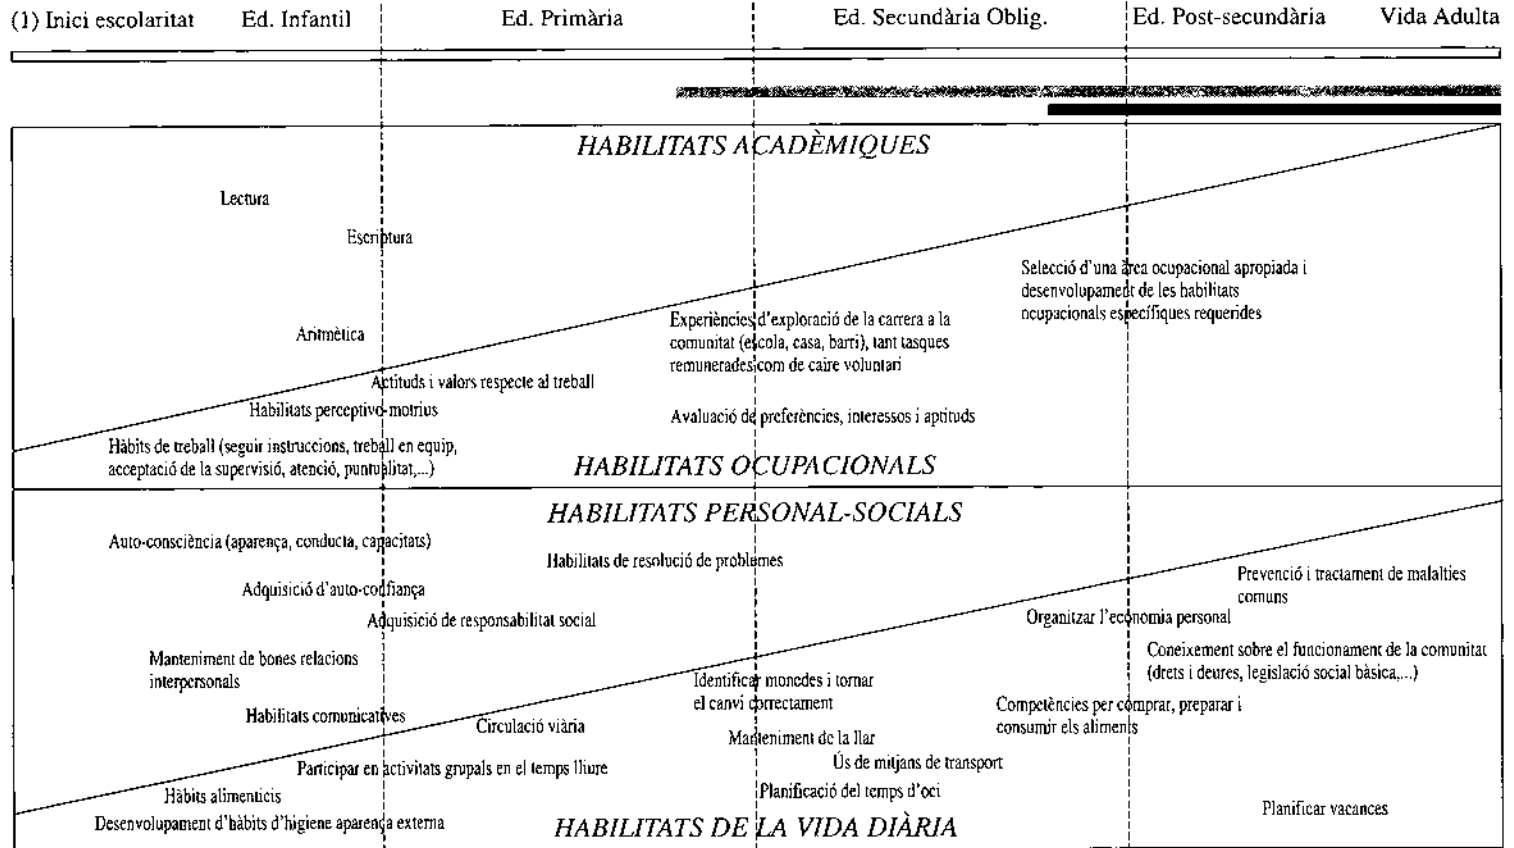 (1) Inici escolaritat Ed. Infantil Ed. Primària Ed. Secundària Oblig. Ed. Post-secundària Vida Adulta
HABILITATS ACADÈMIQUES
Lectura
Escriptura
Aritmètica
Selecció d'una àrea ocupacional apropiada i
desenvolupament de les habilitats
ocupacionals específiques requerides
Experiències d'exploració de la carrera a la
comunitat (escola, casa, barri), tant tasques
remunerades com de caire voluntari
Actituds i valors respecte al treball
Habilitats perceptivo-motrius
Avaluació de preferències, interessos i aptituds
Hàbits de treball (seguir instruccions, treball en equip,
acceptació de la supervisió, atenció, puntualitat,...)
HABILITATS OCUPACIONALS
HABILITATS PERSONAL-SOCIALS
Auto-consciència (aparença, conducta, capacitats)
Habilitats de resolució de problemes
Adquisició d'auto-confiança
Adquisició de responsabilitat social
Manteniment de bones relacions
interpersonals
Habilitats comunicatives
Prevenció i tractament de malalties
comuns
Organitzar l'economia personal
Coneixement sobre el funcionament de la comunitat
(drets i deures, legislació social bàsica,...)
Identificar monedes i tornar
el canvi correctament
Competències per comprar, preparar i
consumir els aliments
Circulació viària
Manteniment de la llar
Participar en activitats grupals en el temps lliure
Ús de mitjans de transport
Hàbits alimenticis
Planificació del temps d'oci
Planificar vacances
Desenvolupament d'hàbits d'higiene aparença externa
HABILITATS DE LA VIDA DIÀRIA